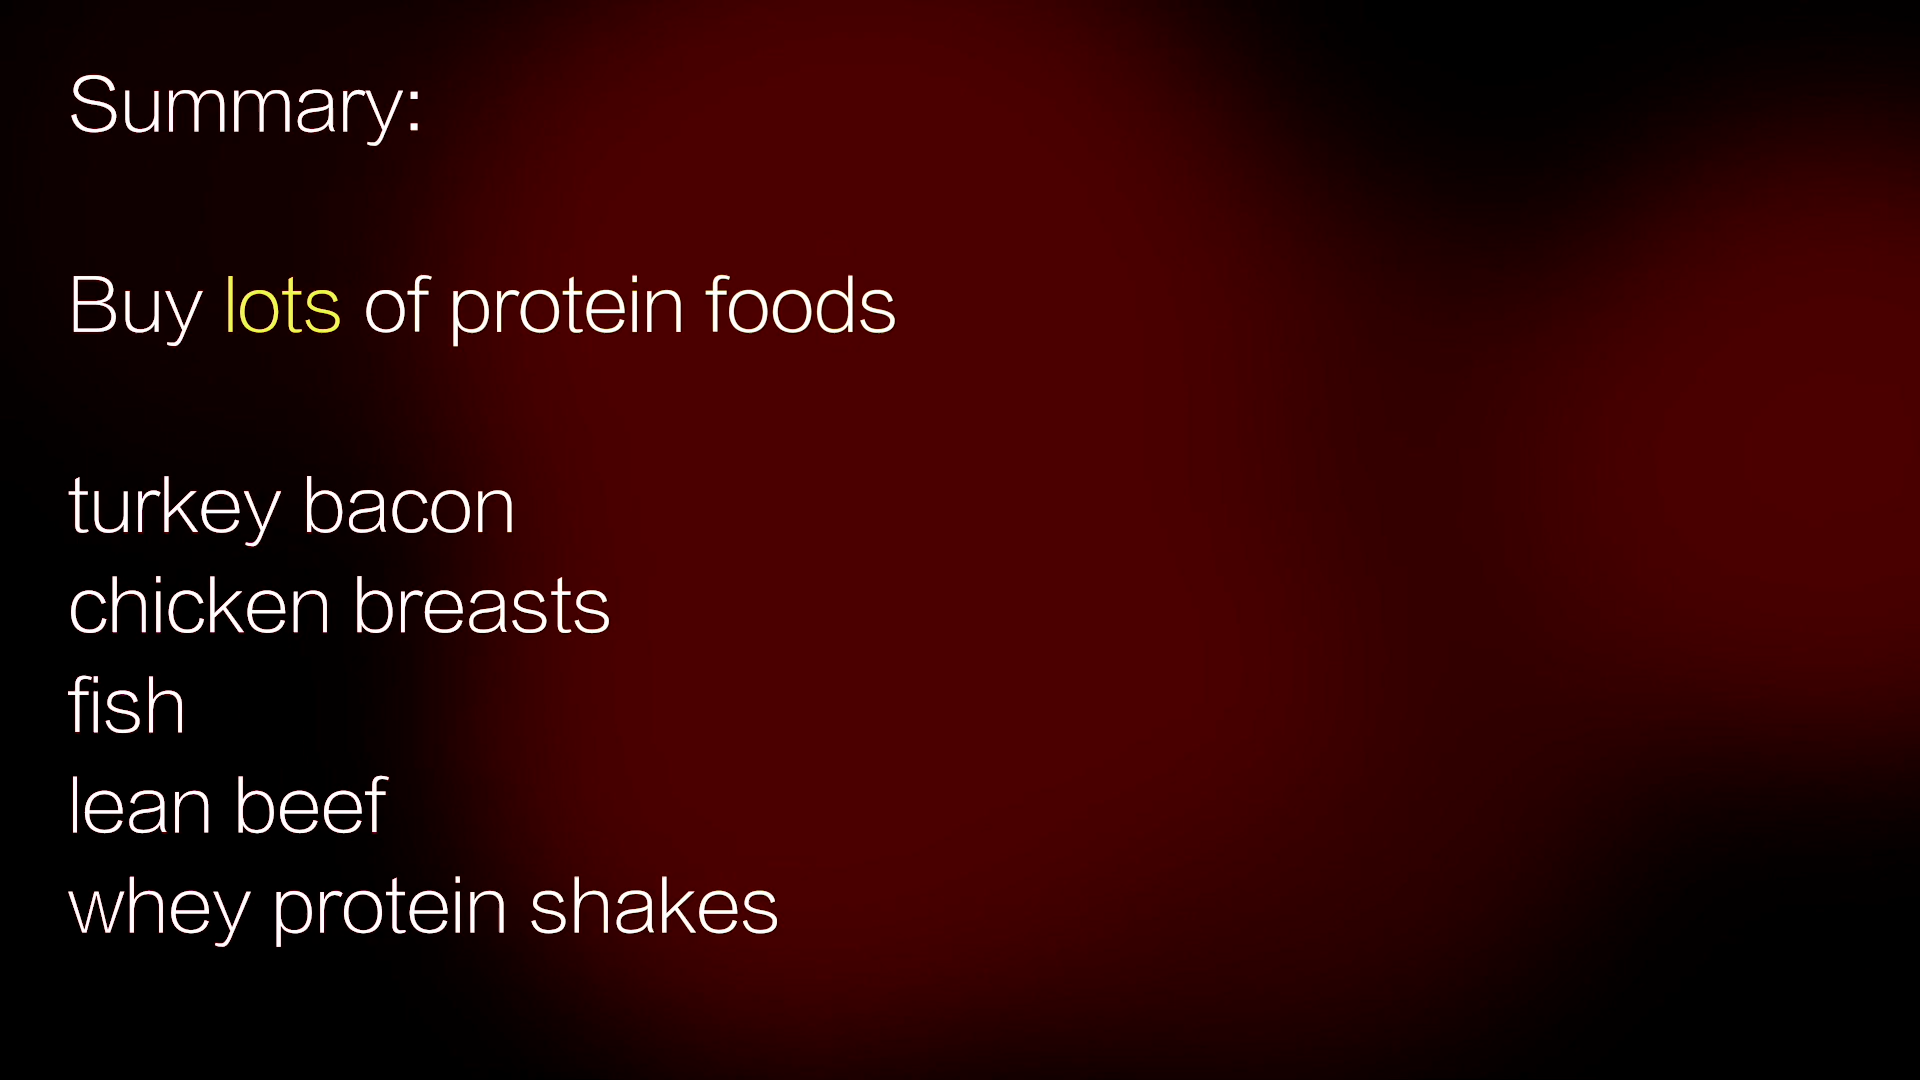 Summary:
Buy lots of protein foods
turkey bacon
chicken breasts
fish
lean beef
whey protein shakes